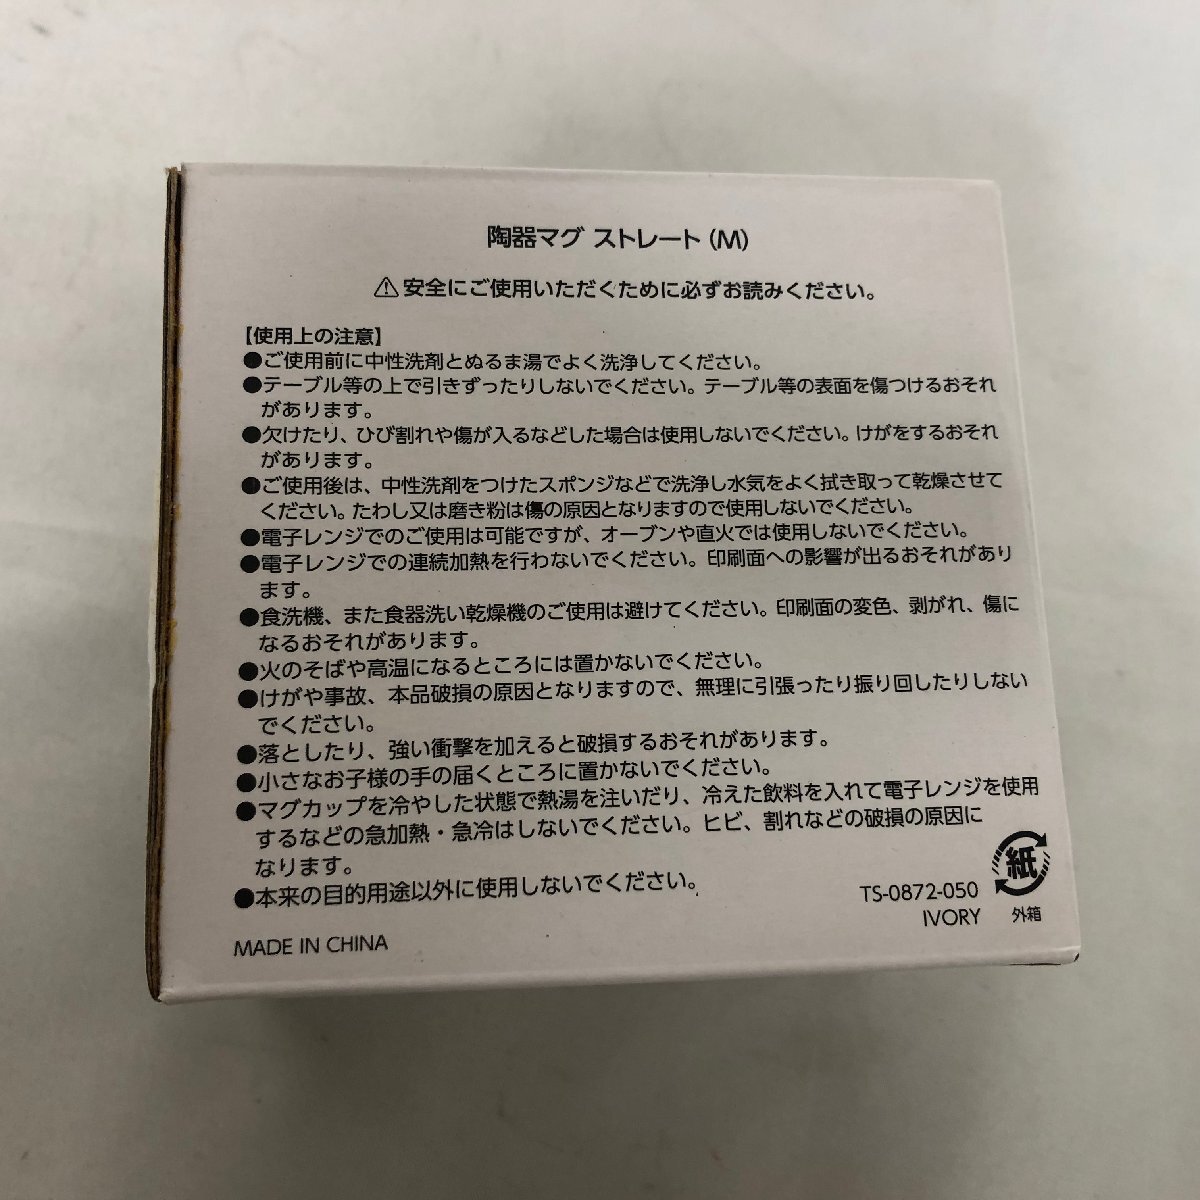 陶器マグ ストレート(M)
⚠安全にご使用いただくために必ずお読みください。
【使用上の注意】
●ご使用前に中性洗剤とぬるま湯でよく洗浄してください。
●テーブル等の上で引きずったりしないでください。テーブル等の表面を傷つけるおそれ
があります。
●欠けたり、ひび割れや傷が入るなどした場合は使用しないでください。けがをするおそれ
があります。
●ご使用後は、中性洗剤をつけたスポンジなどで洗浄し水気をよく拭き取って乾燥させて
ください。たわし又は磨き粉は傷の原因となりますので使用しないでください。
●電子レンジでのご使用は可能ですが、オーブンや直火では使用しないでください。
●電子レンジでの連続加熱を行わないでください。印刷面への影響が出るおそれがあり
ます。
●食洗機、また食器洗い乾燥機のご使用は避けてください。印刷面の変色、剥がれ、傷に
なるおそれがあります。
●火のそばや高温になるところには置かないでください。
●けがや事故、本品破損の原因となりますので、無理に引張ったり振り回したりしない
でください。
●落としたり、強い衝撃を加えると破損するおそれがあります。
●小さなお子様の手の届くところに置かないでください。
●マグカップを冷やした状態で熱湯を注いだり、冷えた飲料を入れて電子レンジを使用
するなどの急加熱・急冷はしないでください。ヒビ、割れなどの破損の原因に
なります。
●本来の目的用途以外に使用しないでください。
TS-0872-050
IVORY
紙
外箱
MADE IN CHINA